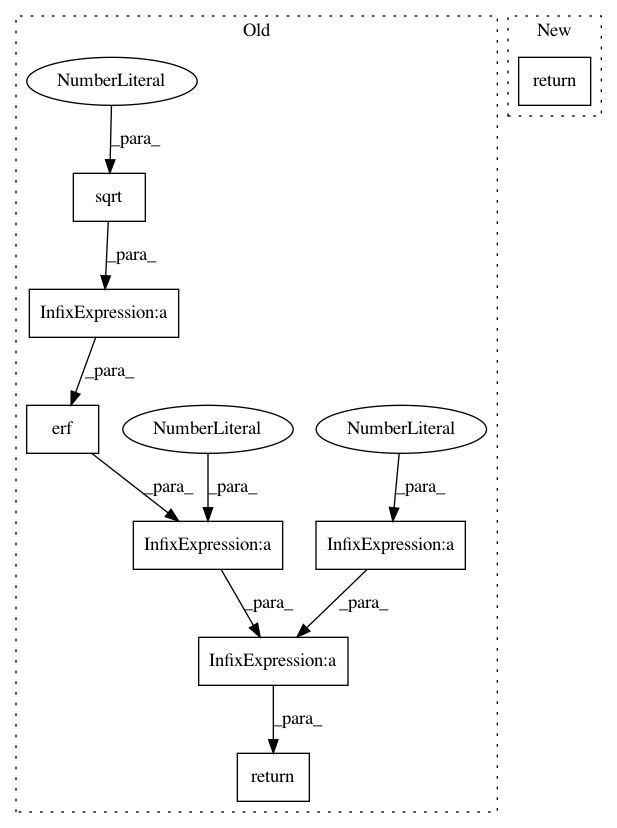 Old
New
NumberLiteral
return
_para_
sqrt
_para_
InfixExpression:a
_para_
erf
NumberLiteral
NumberLiteral
_para_
_para_
_para_
InfixExpression:a
InfixExpression:a
_para_
_para_
InfixExpression:a
_para_
return